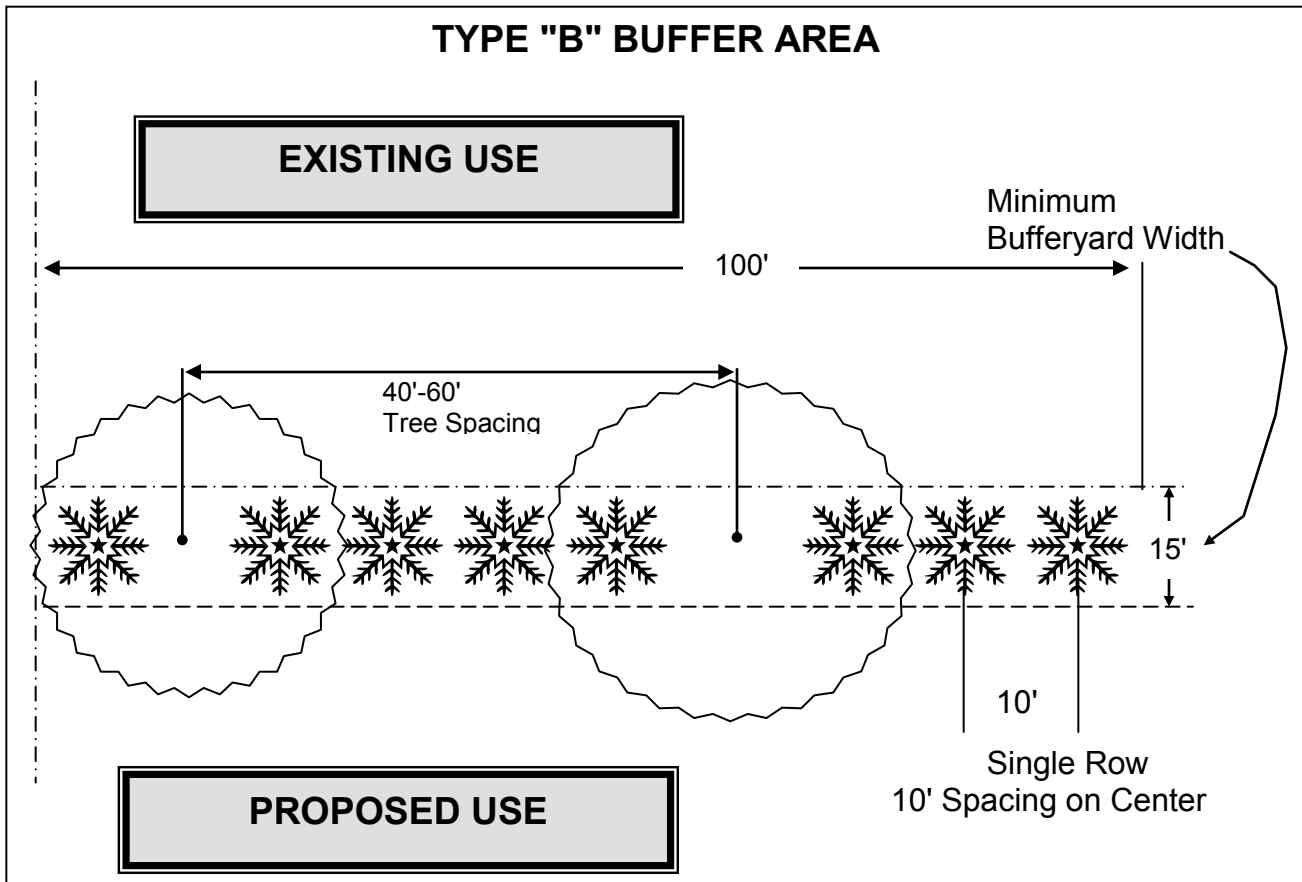 TYPE "B" BUFFER AREA
EXISTING USE
Minimum
Bufferyard Width
100'
40'-60'
Tree Spacing
15'
10'
Single Row
10' Spacing on Center
PROPOSED USE